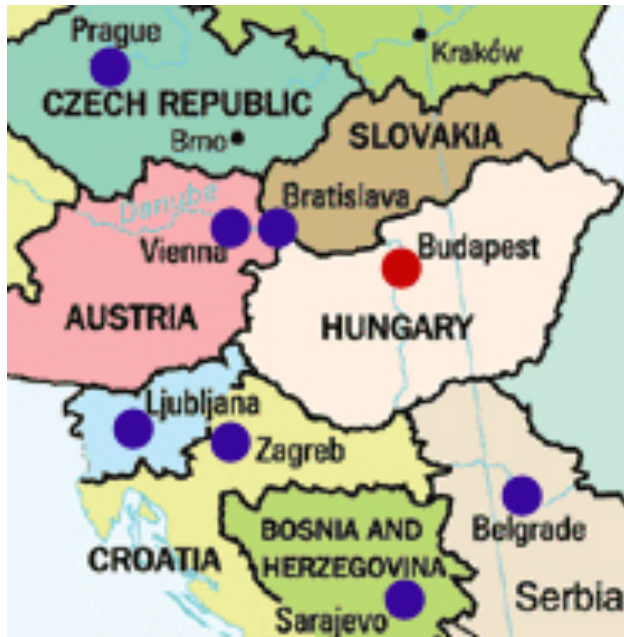 Prague
Kraków
CZECH REPUBLIC
Brno
SLOVAKIA
Danube
Bratislava
Vienna
Budapest
AUSTRIA
HUNGARY
Ljubljana
Zagreb
BOSNIA AND
HERZEGOVINA
Belgrade
CROATIA
Serbia
Sarajevo